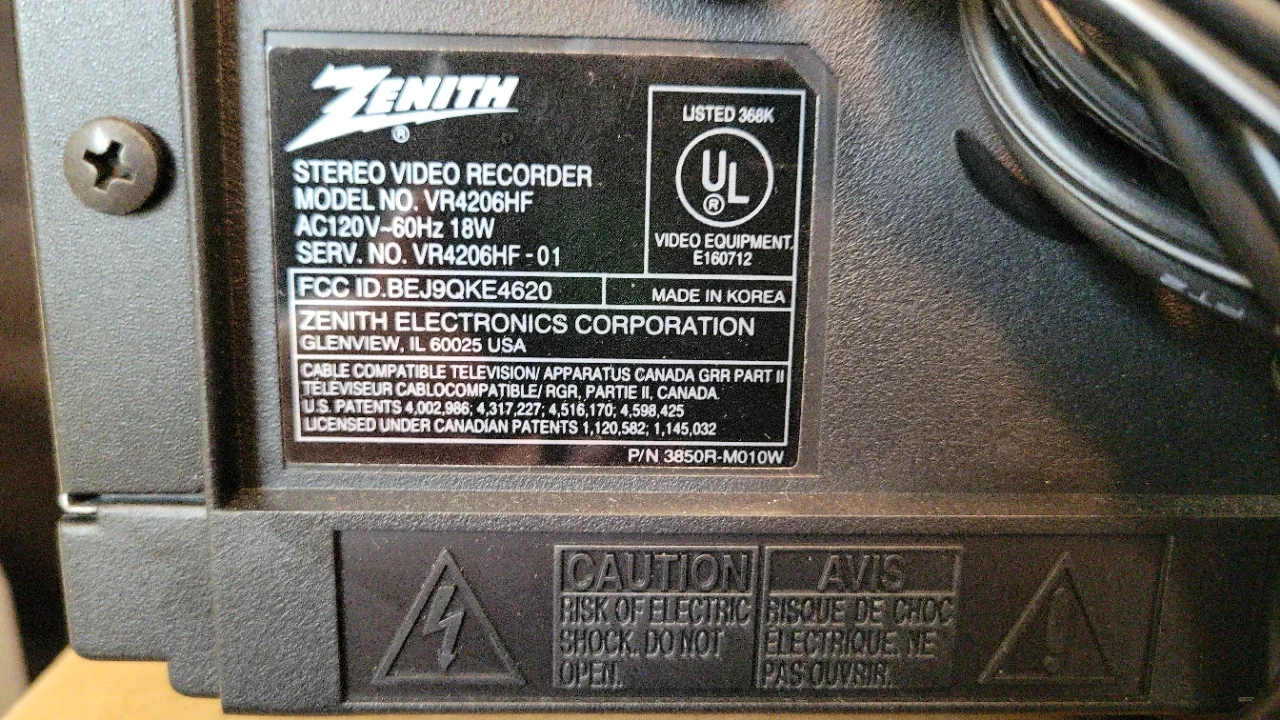 ZENITH
®
STEREO VIDEO RECORDER
MODEL NO. VR4206HF
AC120V~60Hz 18W
SERV. NO. VR4206HF-01
LISTED 368K
UL
®
VIDEO EQUIPMENT
E160712
FCC ID.BEJ9QKE4620
MADE IN KOREA
ZENITH ELECTRONICS CORPORATION
GLENVIEW, IL 60025 USA
CABLE COMPATIBLE TELEVISION/ APPARATUS CANADA GRR PART II
TÉLÉVISEUR CABLOCOMPATIBLE/ RGR, PARTIE II, CANADA.
U.S. PATENTS 4,002,986; 4,317,227; 4,516,170; 4,598,425
LICENSED UNDER CANADIAN PATENTS 1,120,582; 1,145,032
P/N 3850R-M010W
CAUTION
RISK OF ELECTRIC
SHOCK. DO NOT
OPEN.
AVIS
RISQUE DE CHOC
ELECTRIQUE. NE
PAS OUVRIR.